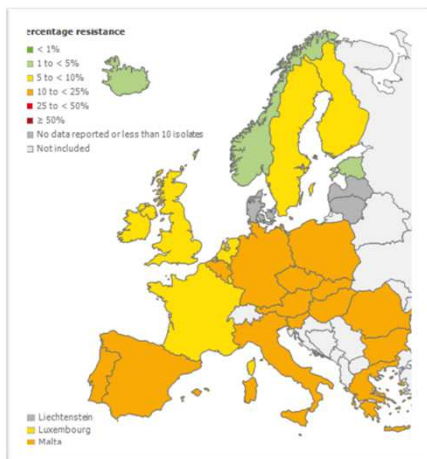 ercentage resistance
< 1%
1 to < 5%
5 to < 10%
10 to < 25%
25 to < 50%
≥ 50%
No data reported or less than 10 isolates
Not included
Liechtenstein
Luxembourg
Malta